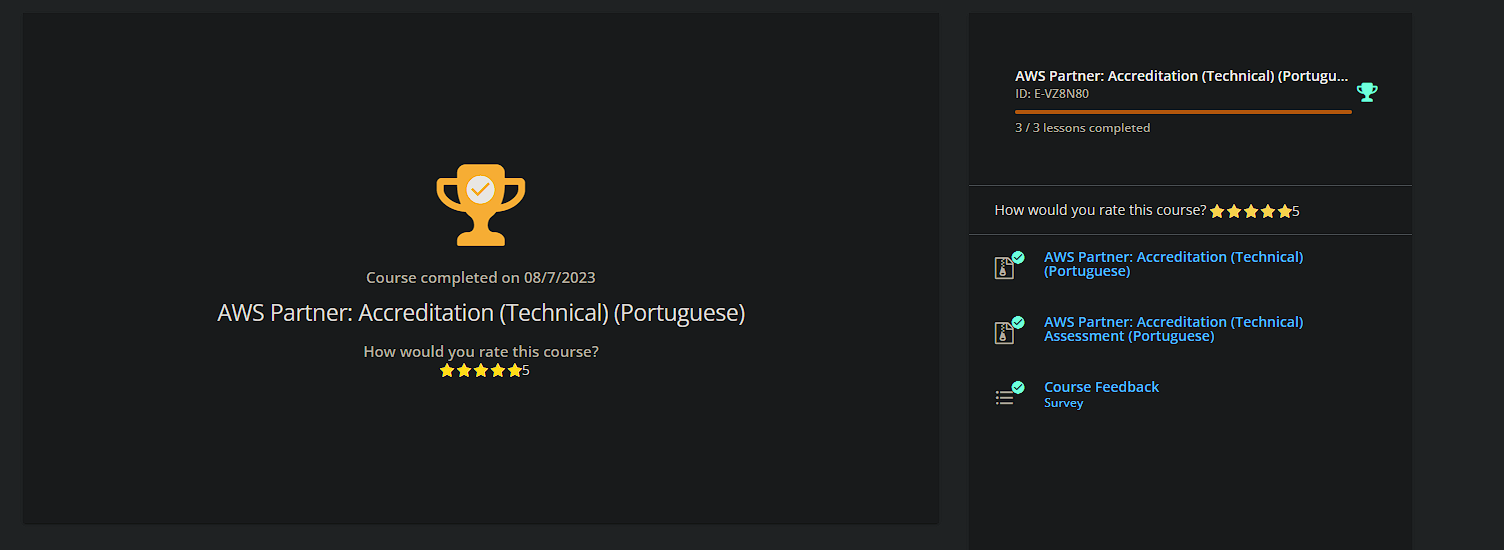 Course completed on 08/7/2023
AWS Partner: Accreditation (Technical) (Portuguese)
How would you rate this course?
5
AWS Partner: Accreditation (Technical) (Portugu...
ID: E-VZ8N80
3 / 3 lessons completed
How would you rate this course? 5
AWS Partner: Accreditation (Technical)
(Portuguese)
AWS Partner: Accreditation (Technical)
Assessment (Portuguese)
Course Feedback
Survey